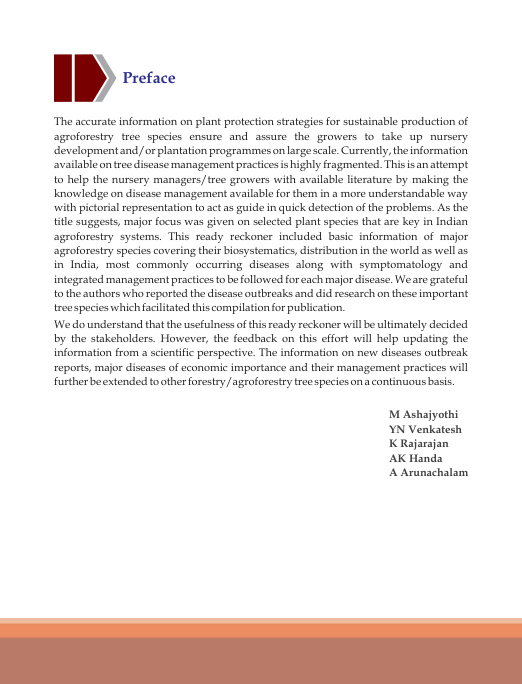 Preface
The accurate information on plant protection strategies for sustainable production of
agroforestry tree species ensure and assure the growers to take up nursery
development and/or plantation programmes on large scale. Currently, the information
available on tree disease management practices is highly fragmented. This is an attempt
to help the nursery managers/tree growers with available literature by making the
knowledge on disease management available for them in a more understandable way
with pictorial representation to act as guide in quick detection of the problems. As the
title suggests, major focus was given on selected plant species that are key in Indian
agroforestry systems. This ready reckoner included basic information of major
agroforestry species covering their biosystematics, distribution in the world as well as
in India, most commonly occurring diseases along with symptomatology and
integrated management practices to be followed for each major disease. We are grateful
to the authors who reported the disease outbreaks and did research on these important
tree species which facilitated this compilation for publication.
We do understand that the usefulness of this ready reckoner will be ultimately decided
by the stakeholders. However, the feedback on this effort will help updating the
information from a scientific perspective. The information on new diseases outbreak
reports, major diseases of economic importance and their management practices will
further be extended to other forestry/agroforestry tree species on a continuous basis.
M Ashajyothi
YN Venkatesh
K Rajarajan
AK Handa
A Arunachalam